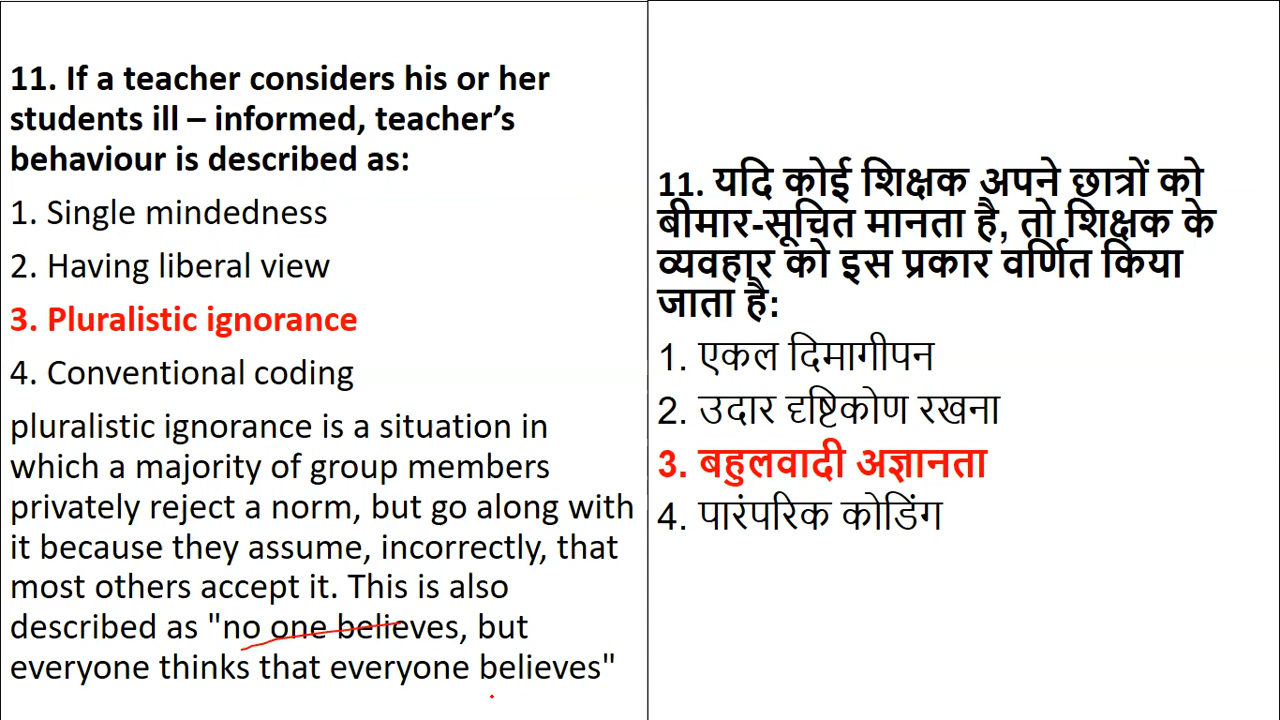 11. If a teacher considers his or her
students ill – informed, teacher’s
behaviour is described as:
1. Single mindedness
2. Having liberal view
3. Pluralistic ignorance
4. Conventional coding
pluralistic ignorance is a situation in
which a majority of group members
privately reject a norm, but go along with
it because they assume, incorrectly, that
most others accept it. This is also
described as "no one believes, but
everyone thinks that everyone believes"
11. यदि कोई शिक्षक अपने छात्रों को
बीमार-सूचित मानता है, तो शिक्षक के
व्यवहार को इस प्रकार वर्णित किया
जाता है:
1. एकल दिमागीपन
2. उदार दृष्टिकोण रखना
3. बहुलवादी अज्ञानता
4. पारंपरिक कोडिंग